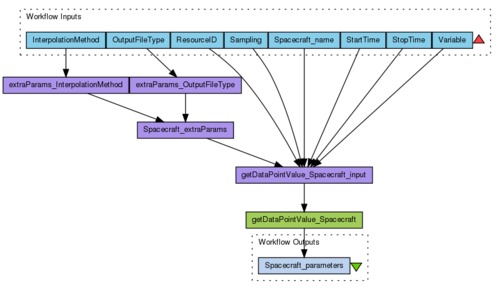 Workflow Inputs
InterpolationMethod OutputFileType ResourceID Sampling Spacecraft_name StartTime StopTime Variable
extraParams_InterpolationMethod extraParams_OutputFileType
Spacecraft_extraParams
getDataPointValue_Spacecraft_input
getDataPointValue_Spacecraft
Workflow Outputs
Spacecraft_parameters